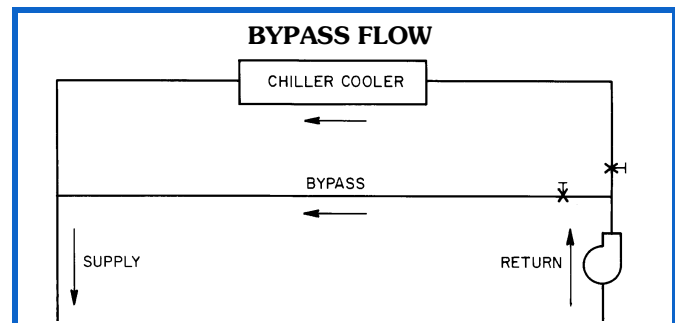 BYPASS FLOW
CHILLER COOLER
BYPASS
SUPPLY
RETURN